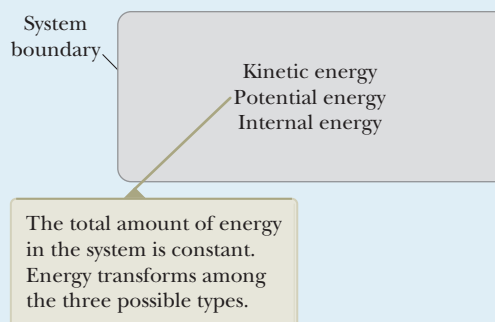 System
boundary
Kinetic energy
Potential energy
Internal energy
The total amount of energy
in the system is constant.
Energy transforms among
the three possible types.